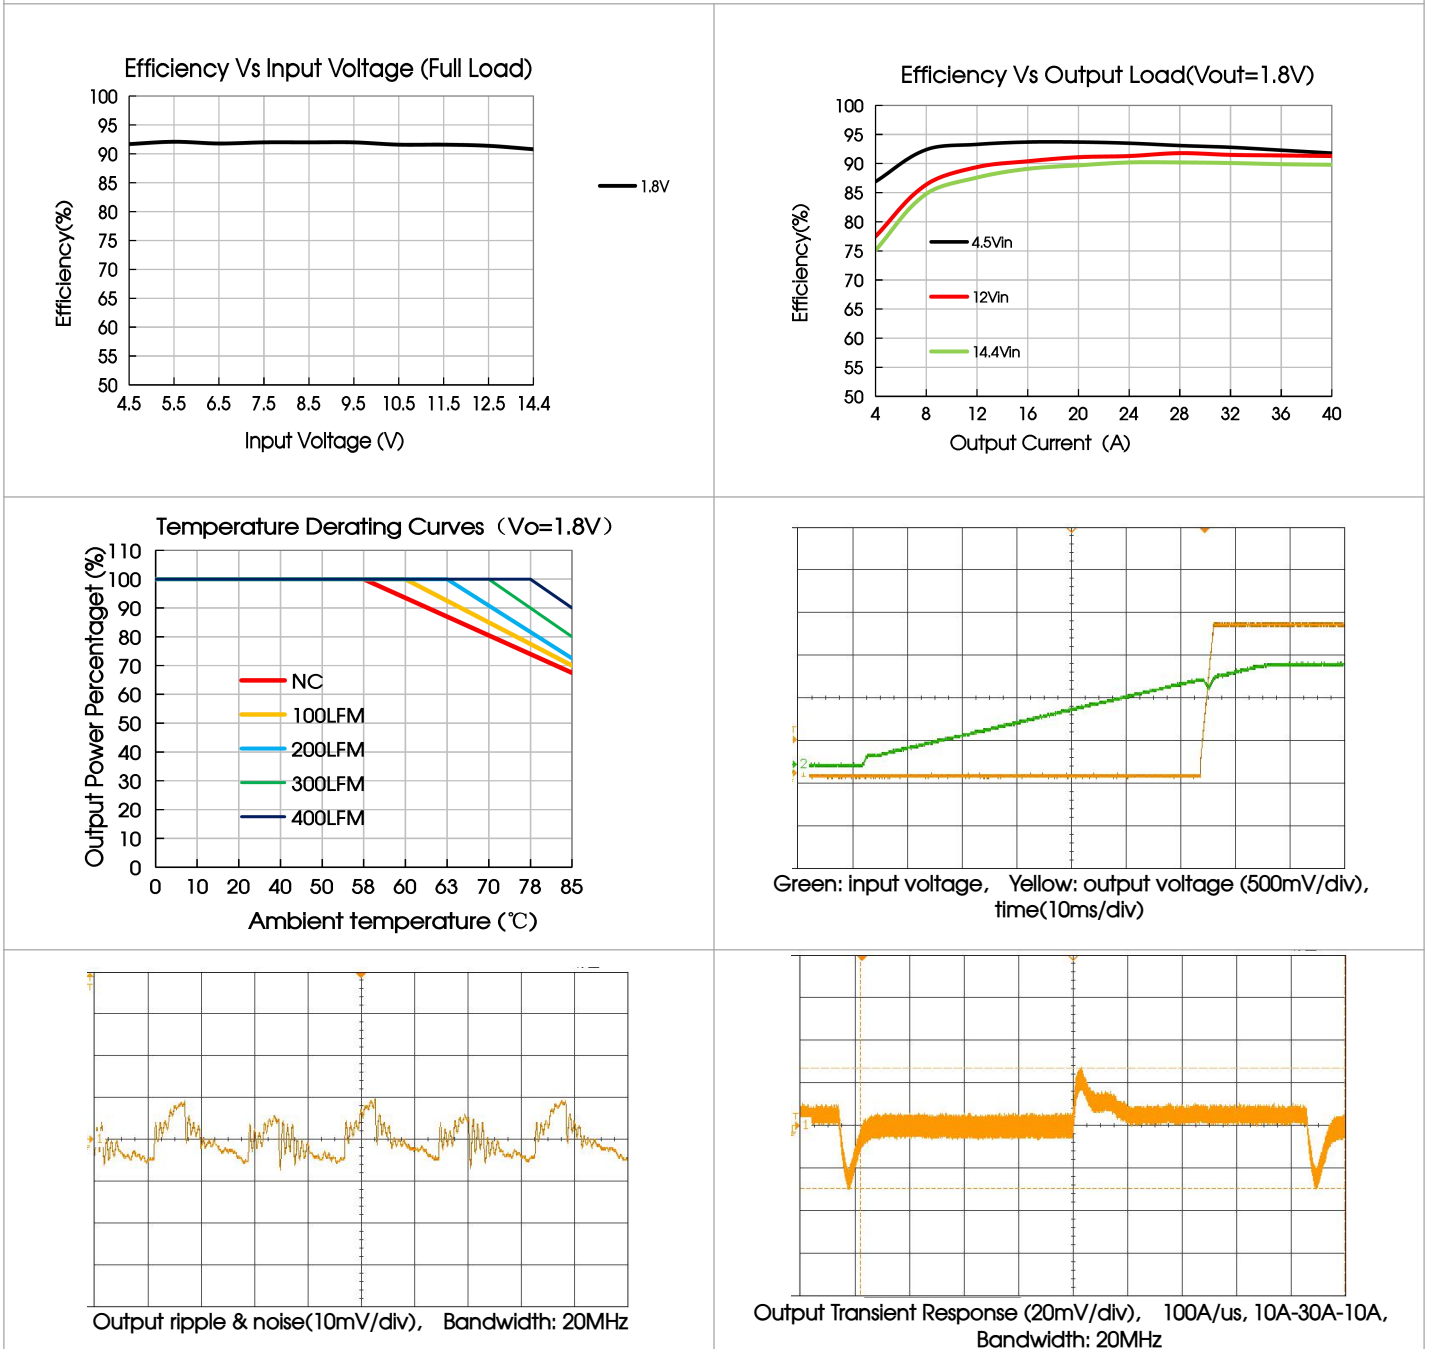 Efficiency Vs Input Voltage (Full Load)
100
95
90
85
80
75
70
65
60
55
50
Efficiency(%)
4.5 5.5 6.5 7.5 8.5 9.5 10.5 11.5 12.5 14.4
Input Voltage (V)
1.8V
Efficiency Vs Output Load(Vout=1.8V)
100
95
90
85
80
75
70
65
60
55
50
Efficiency(%)
4.5Vin
12Vin
14.4Vin
4 8 12 16 20 24 28 32 36 40
Output Current (A)
Temperature Derating Curves（Vo=1.8V）
110
100
90
80
70
60
50
40
30
20
10
0
Output Power Percentaget (%)
NC
100LFM
200LFM
300LFM
400LFM
0 10 20 40 50 58 60 63 70 78 85
Ambient temperature (℃)
2
1
Green: input voltage, Yellow: output voltage (500mV/div),
time(10ms/div)
1
Output ripple & noise(10mV/div), Bandwidth: 20MHz
1
Output Transient Response (20mV/div), 100A/us, 10A-30A-10A,
Bandwidth: 20MHz